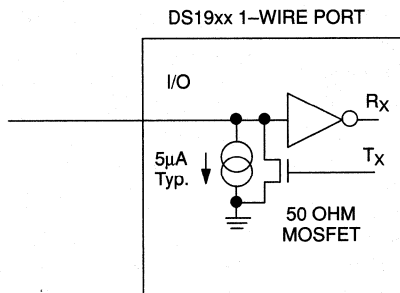 DS19xx 1–WIRE PORT
I/O
RX
5μA
Typ.
TX
50 OHM
MOSFET